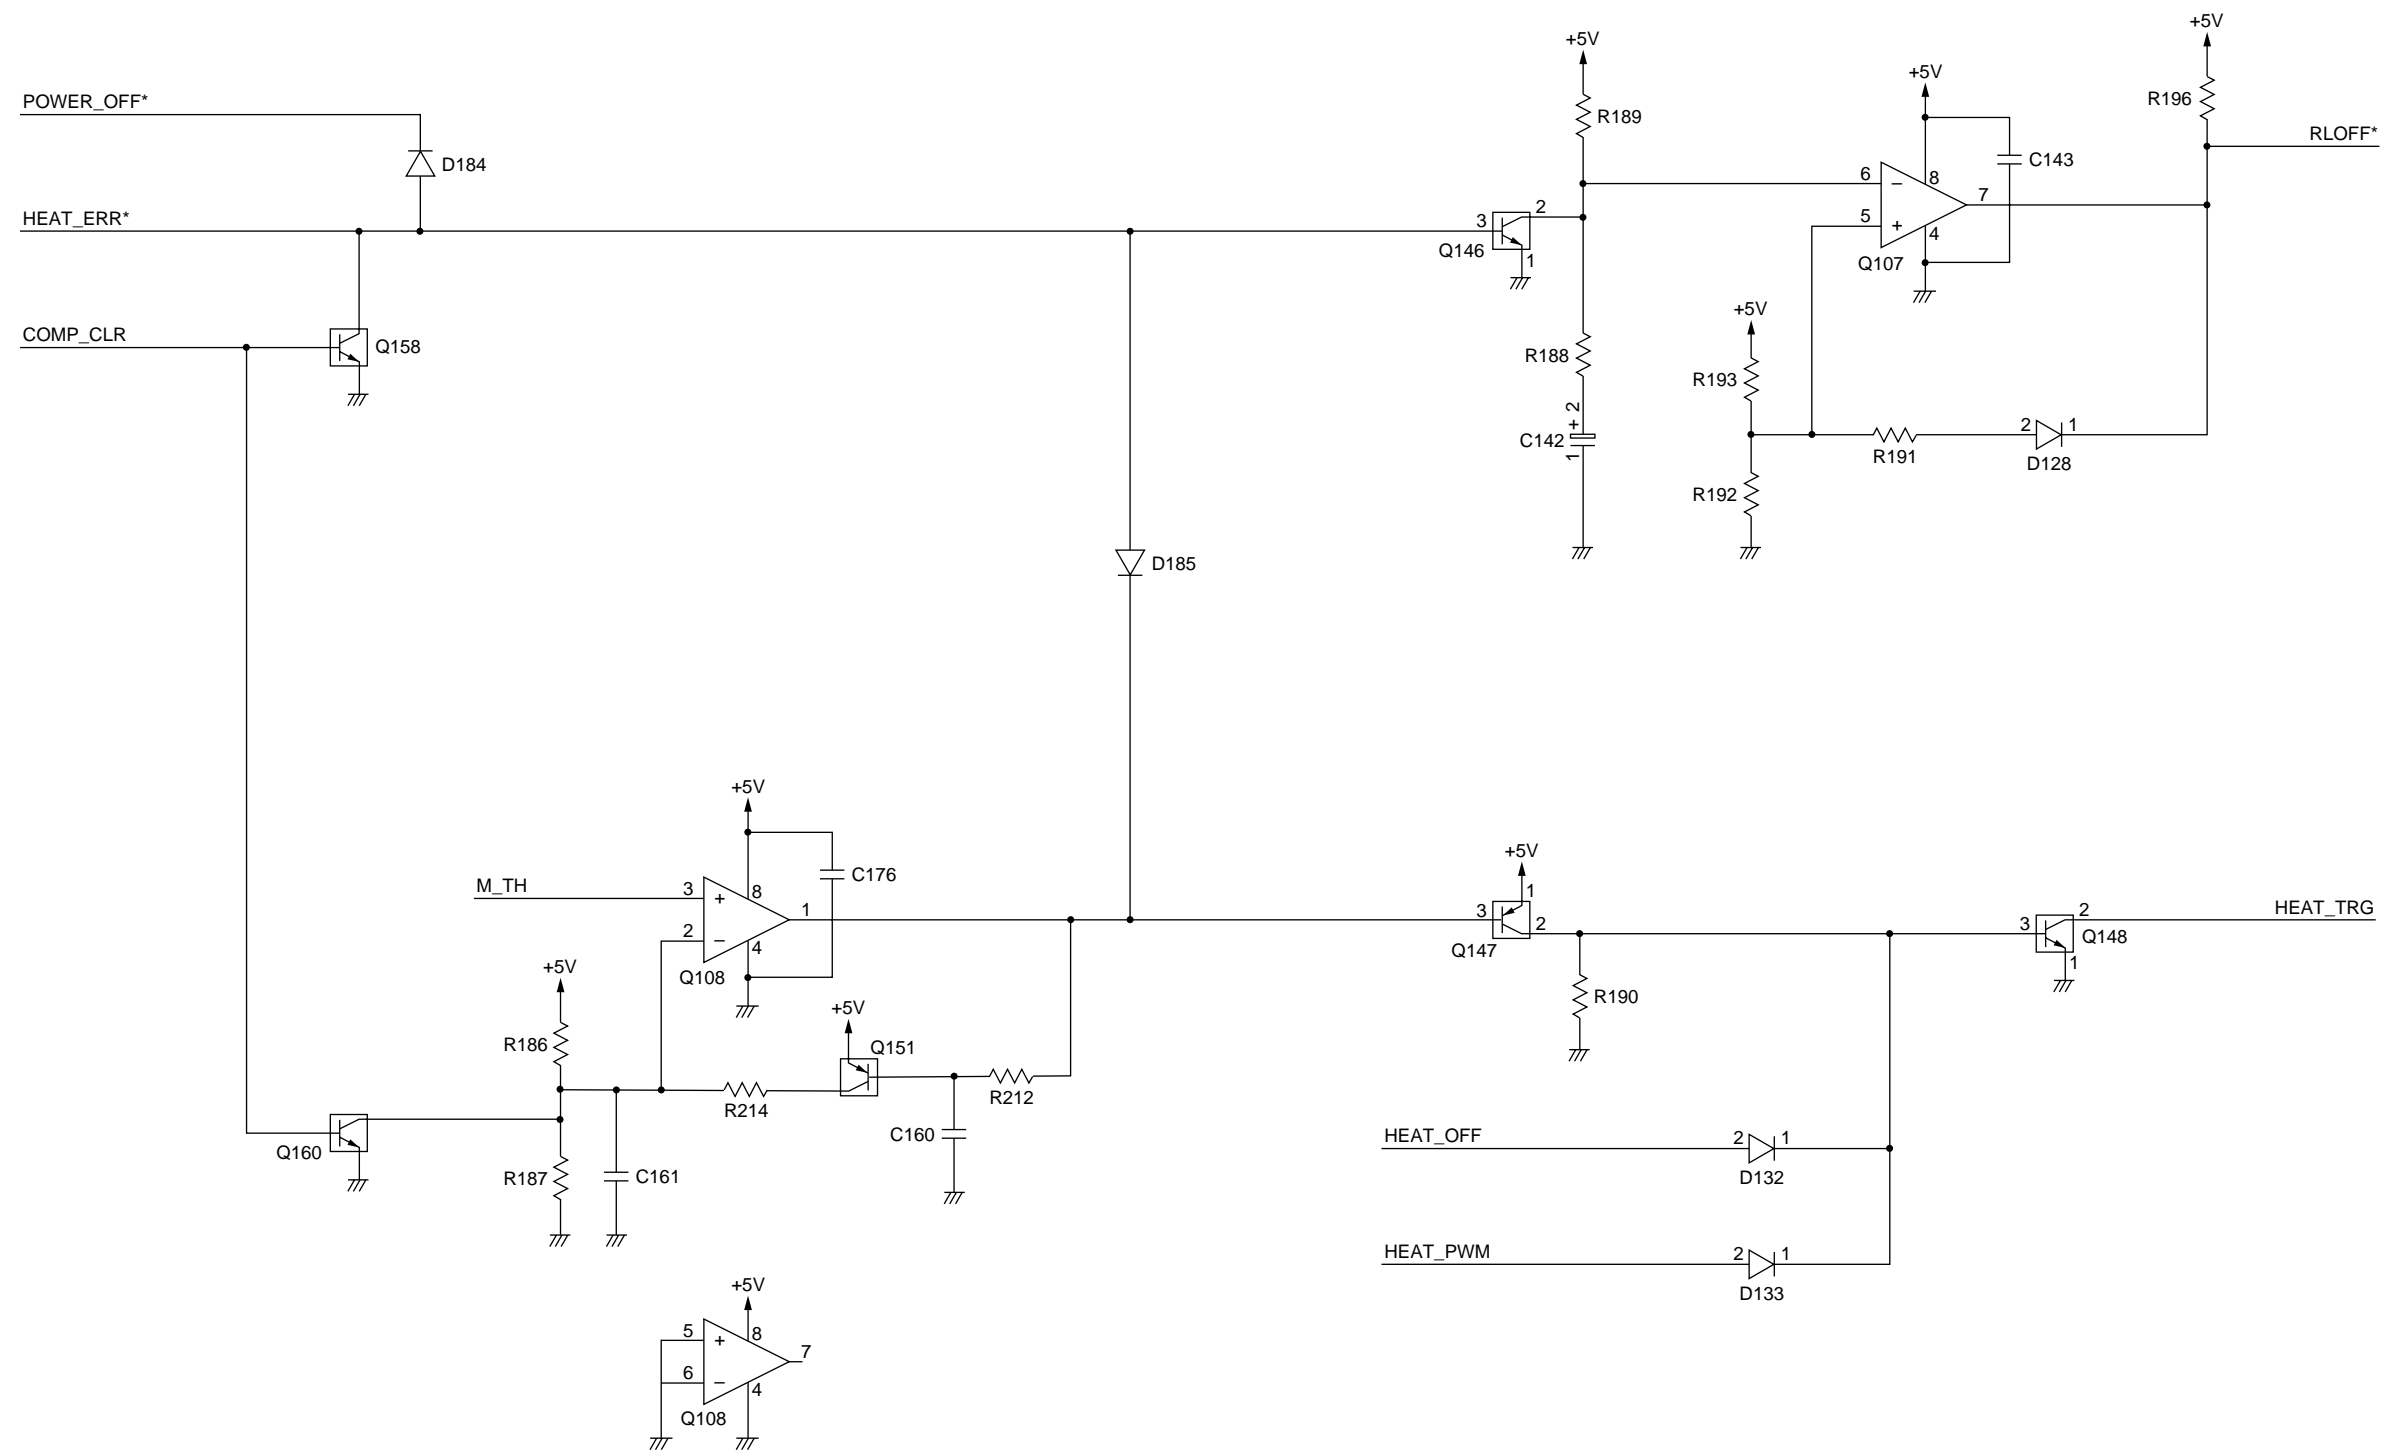 +5V
+5V
+5V
R196
POWER_OFF*
R189
RLOFF*
D184
C143
6
−
8
7
HEAT_ERR*
3
2
5
+
4
Q146
1
Q107
+5V
COMP_CLR
Q158
R188
R193
2
+
C142
1
2
1
R191
D128
R192
D185
+5V
C176
M_TH
3
+
8
1
2
−
4
Q108
+5V
1
3
2
Q147
3
2
HEAT_TRG
Q148
1
+5V
+5V
R190
R186
Q151
R214
R212
Q160
C160
HEAT_OFF
2
1
D132
R187
C161
HEAT_PWM
2
1
D133
+5V
5
+
8
7
6
−
4
Q108